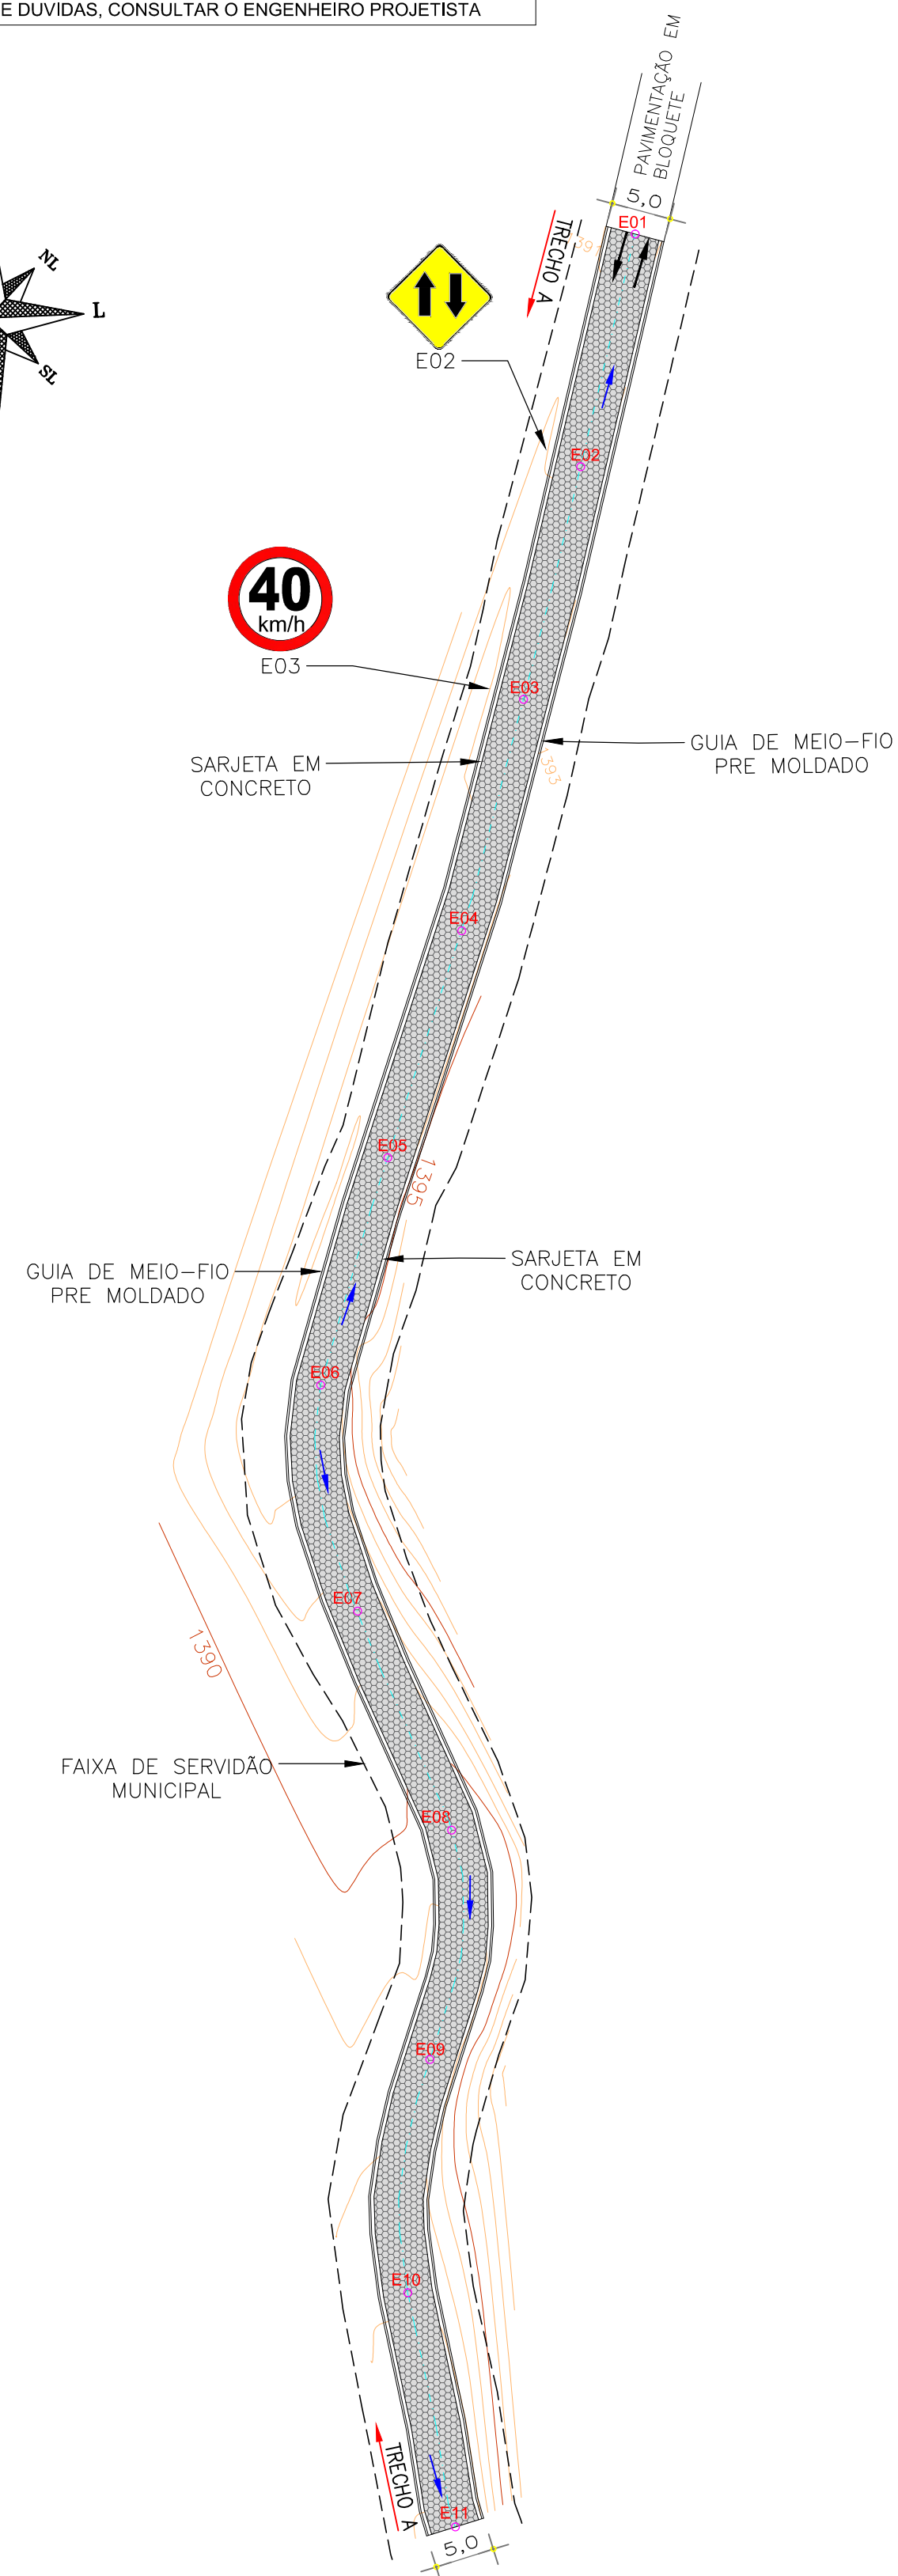 E DUVIDAS, CONSULTAR O ENGENHEIRO PROJETISTA
PAVIMENTAÇÃO EM
BLOQUETE
5,0
E01
TRECHO A
1391
NL
L
SL
E02
E02
40
km/h
E03
E03
GUIA DE MEIO-FIO
PRE MOLDADO
SARJETA EM
CONCRETO
1393
E04
E05
1395
GUIA DE MEIO-FIO
PRE MOLDADO
SARJETA EM
CONCRETO
E06
E07
1390
FAIXA DE SERVIDÃO
MUNICIPAL
E08
E09
E10
TRECHO A
E11
5,0